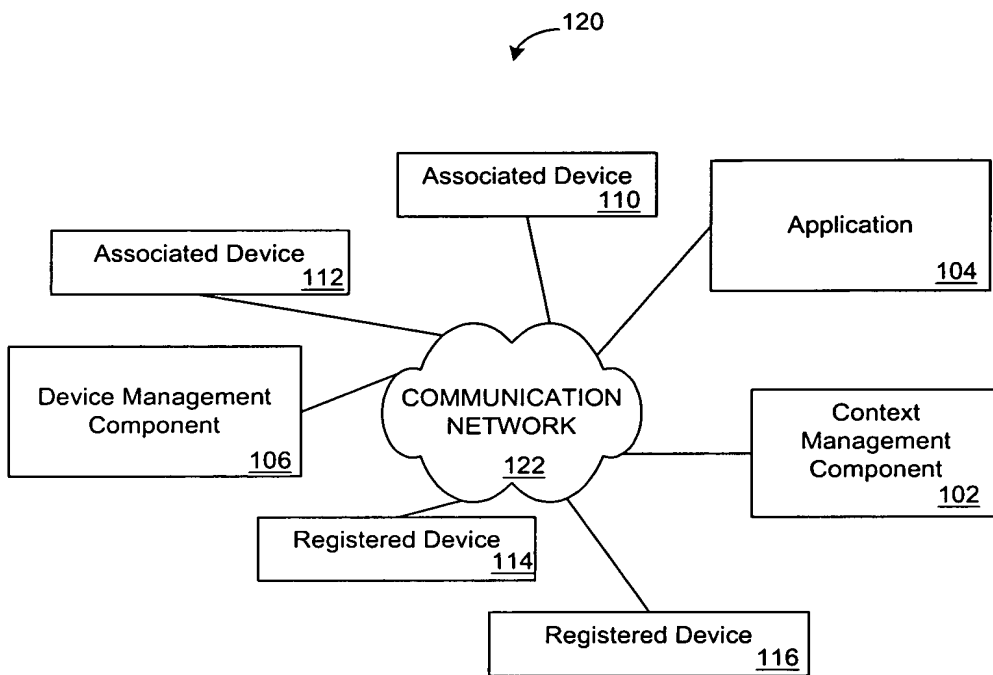 120
Associated Device
110
Application
104
Associated Device
112
Device Management
Component
106
COMMUNICATION
NETWORK
122
Context
Management
Component
102
Registered Device
114
Registered Device
116